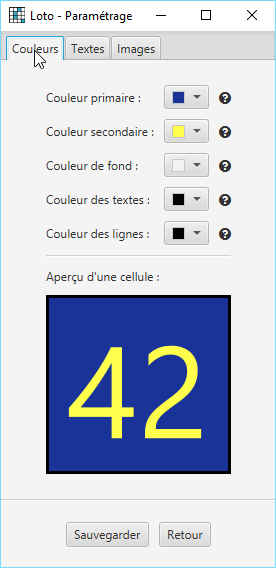 Loto - Paramétrage
Couleurs Textes Images
Couleur primaire :
Couleur secondaire :
Couleur de fond :
Couleur des textes :
Couleur des lignes :
Aperçu d'une cellule :
42
Sauvegarder Retour